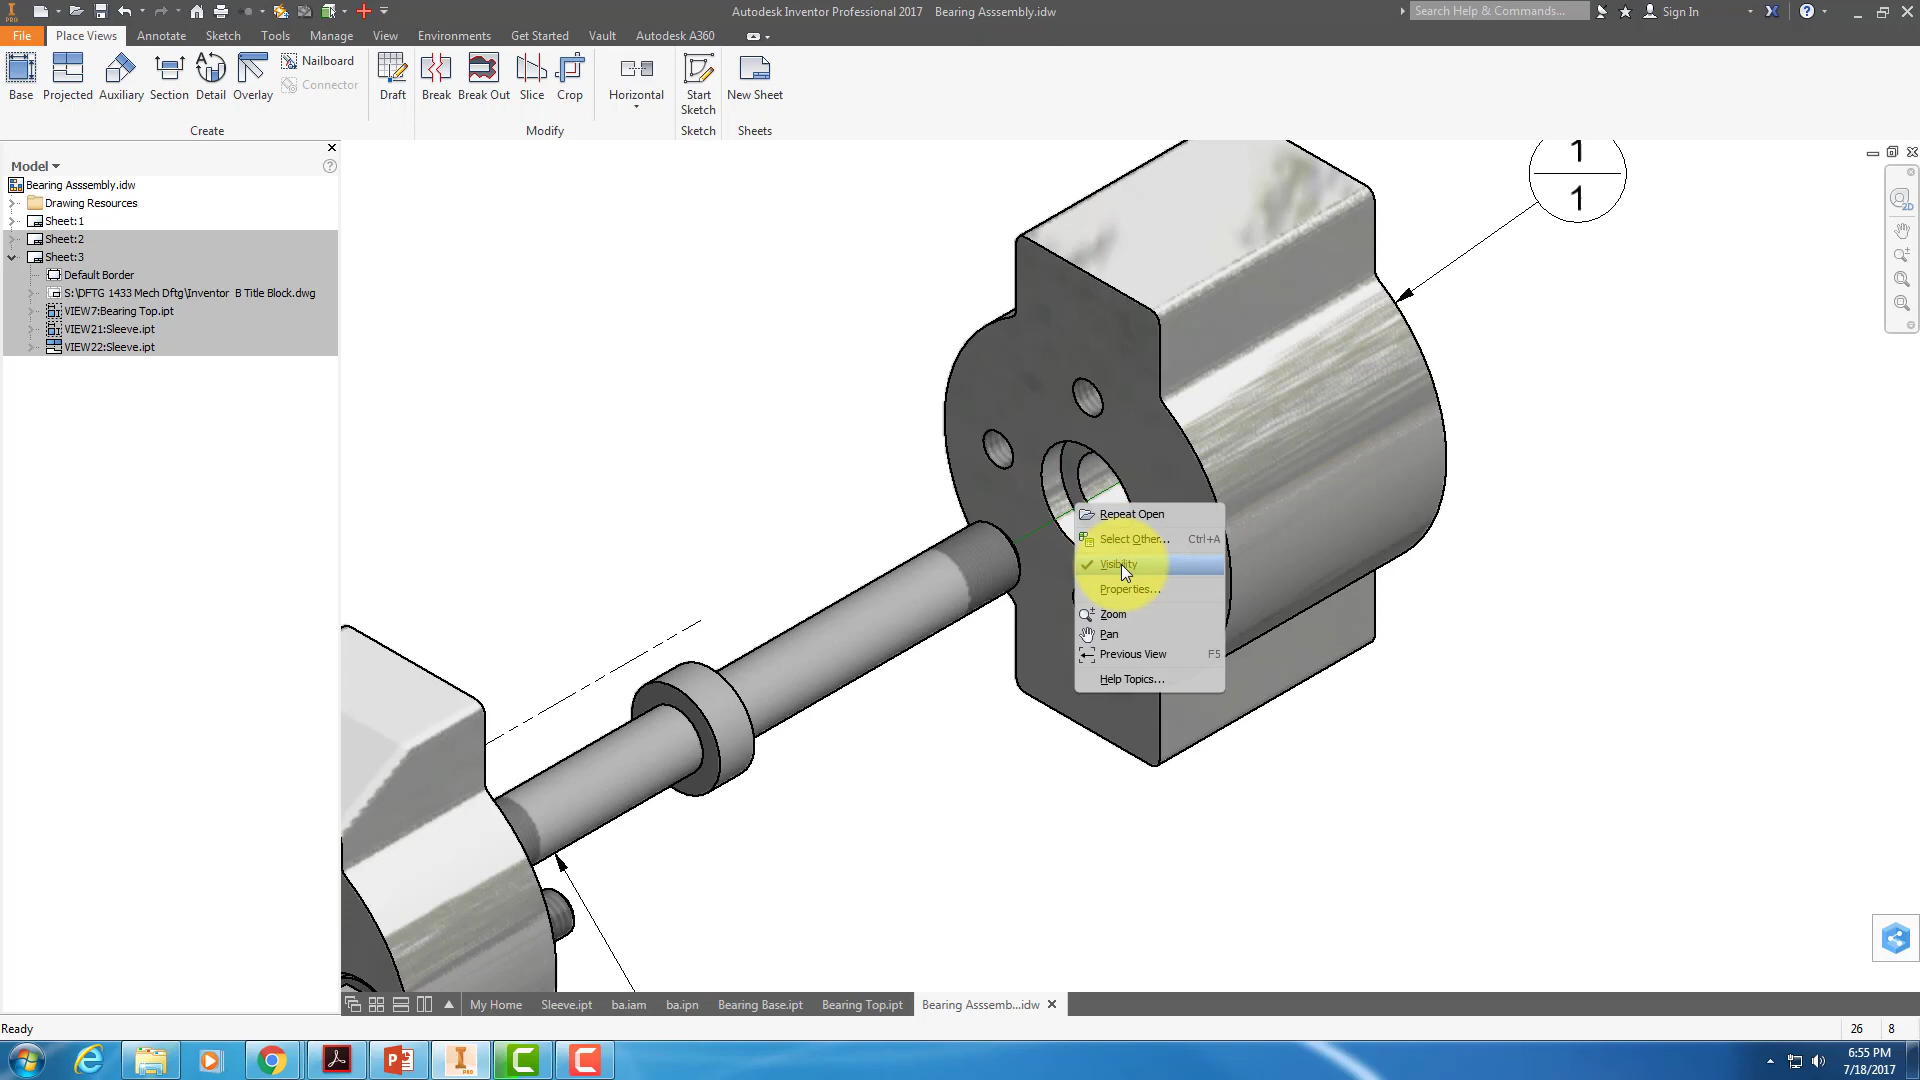 PRO
Autodesk Inventor Professional 2017 Bearing Asssembly.idw
Search Help & Commands...
Sign In
File
Place Views
Annotate
Sketch
Tools
Manage
View
Environments
Get Started
Vault
Autodesk A360
Base
Projected
Auxiliary
Section
Detail
Overlay
Nailboard
Connector
Draft
Break
Break Out
Slice
Crop
Horizontal
Start
Sketch
New Sheet
Create
Modify
Sketch
Sheets
Model
Bearing Asssembly.idw
Drawing Resources
Sheet:1
Sheet:2
Sheet:3
Default Border
S:\DFTG 1433 Mech Dftg\Inventor B Title Block.dwg
VIEW7:Bearing Top.ipt
VIEW21:Sleeve.ipt
VIEW22:Sleeve.ipt
1
1
2D
Repeat Open
Select Other... Ctrl+A
Visibility
Properties...
Zoom
Pan
Previous View F5
Help Topics...
My Home
Sleeve.ipt
ba.iam
ba.ipn
Bearing Base.ipt
Bearing Top.ipt
Bearing Asssemb...idw
Ready
26 8
6:55 PM
7/18/2017